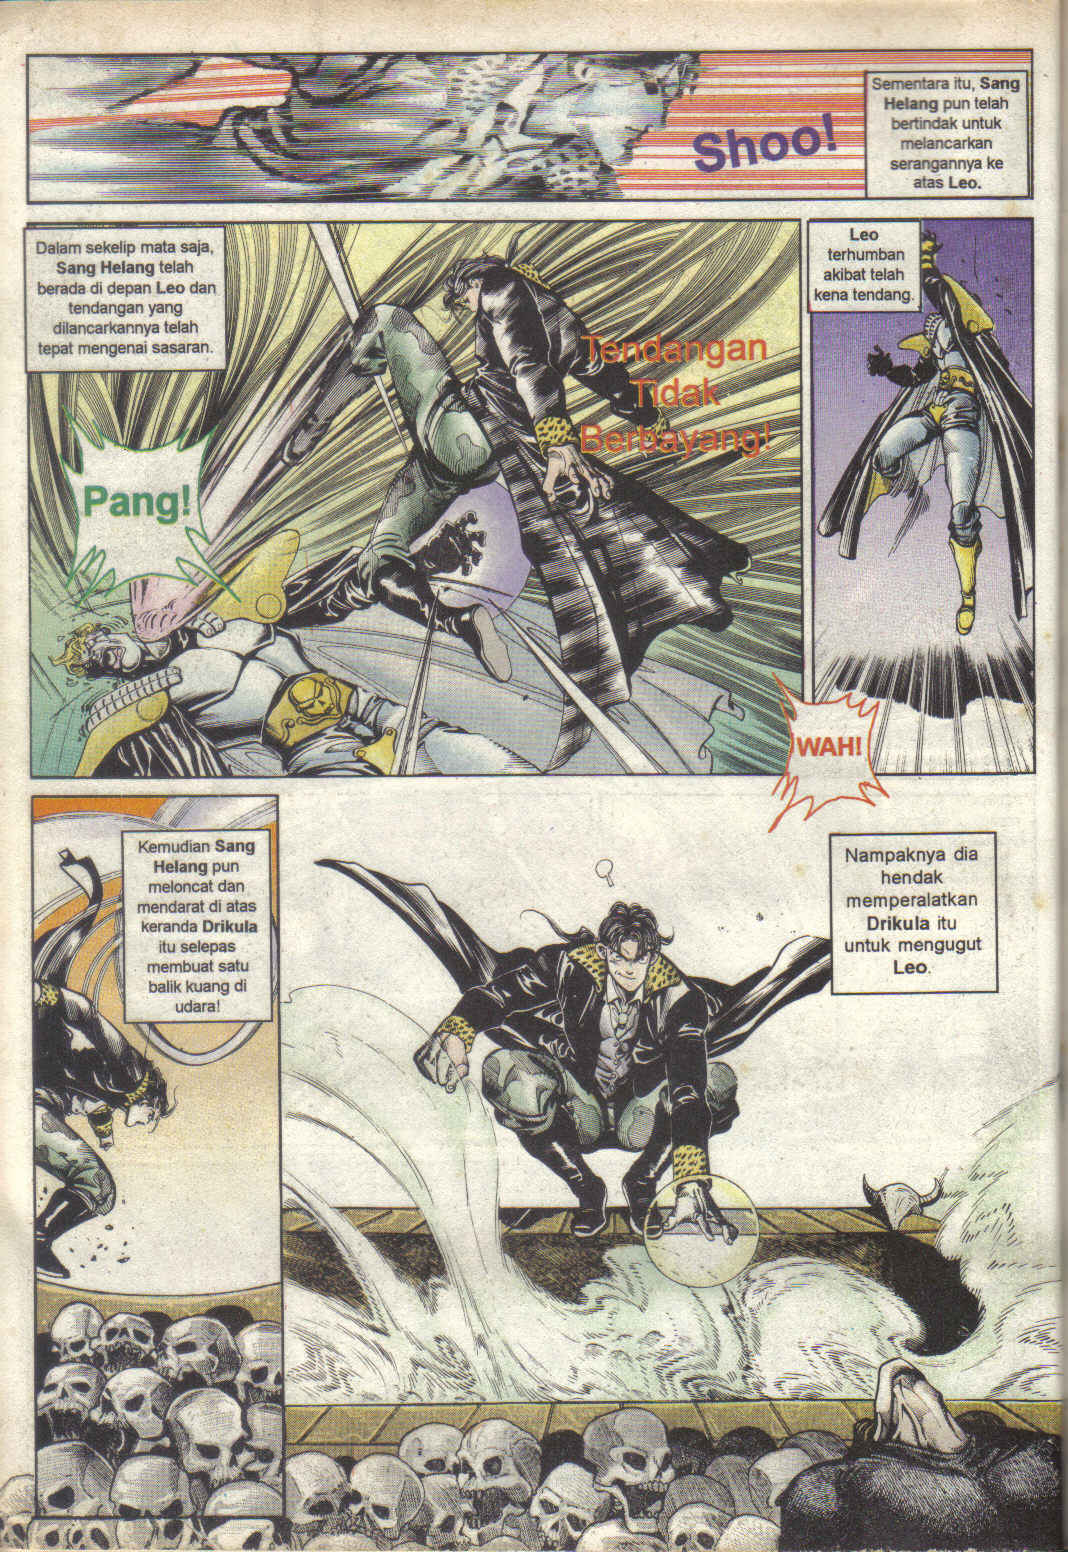 Sementara itu, Sang
Helang pun telah
bertindak untuk
melancarkan
serangannya ke
atas Leo.
Shoo!
Dalam sekelip mata saja,
Sang Helang telah
berada di depan Leo dan
tendangan yang
dilancarkannya telah
tepat mengenai sasaran.
Tendangan
Tidak
Berbayang!
Pang!
Leo
terhumban
akibat telah
kena tendang.
WAH!
Kemudian Sang
Helang pun
meloncat dan
mendarat di atas
keranda Drikula
itu selepas
membuat satu
balik kuang di
udara!
Nampaknya dia
hendak
memperalatkan
Drikula itu
untuk mengugut
Leo.